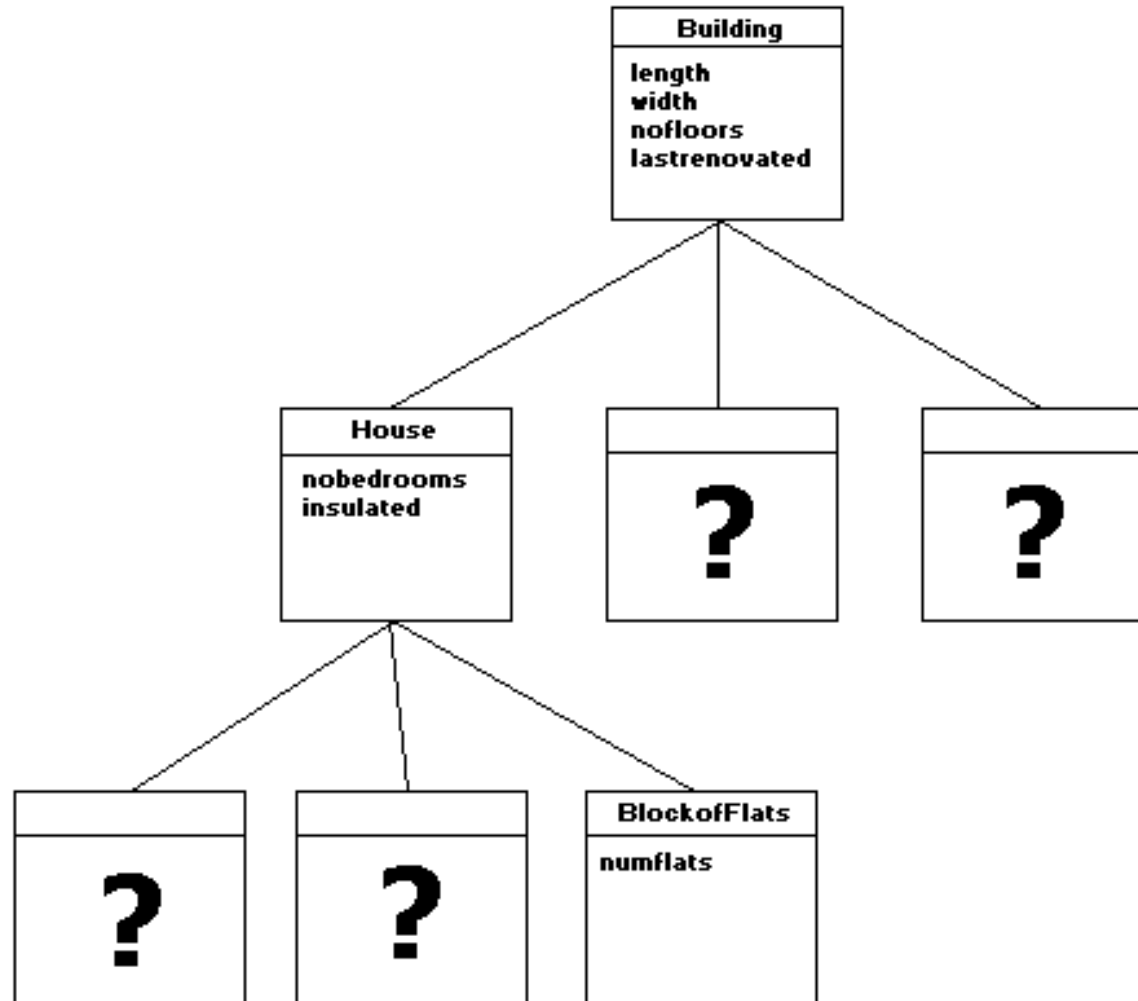 Building
length
width
nofloors
lastrenovated
House
nobedrooms
insulated
?
?
?
?
BlockofFlats
numflats